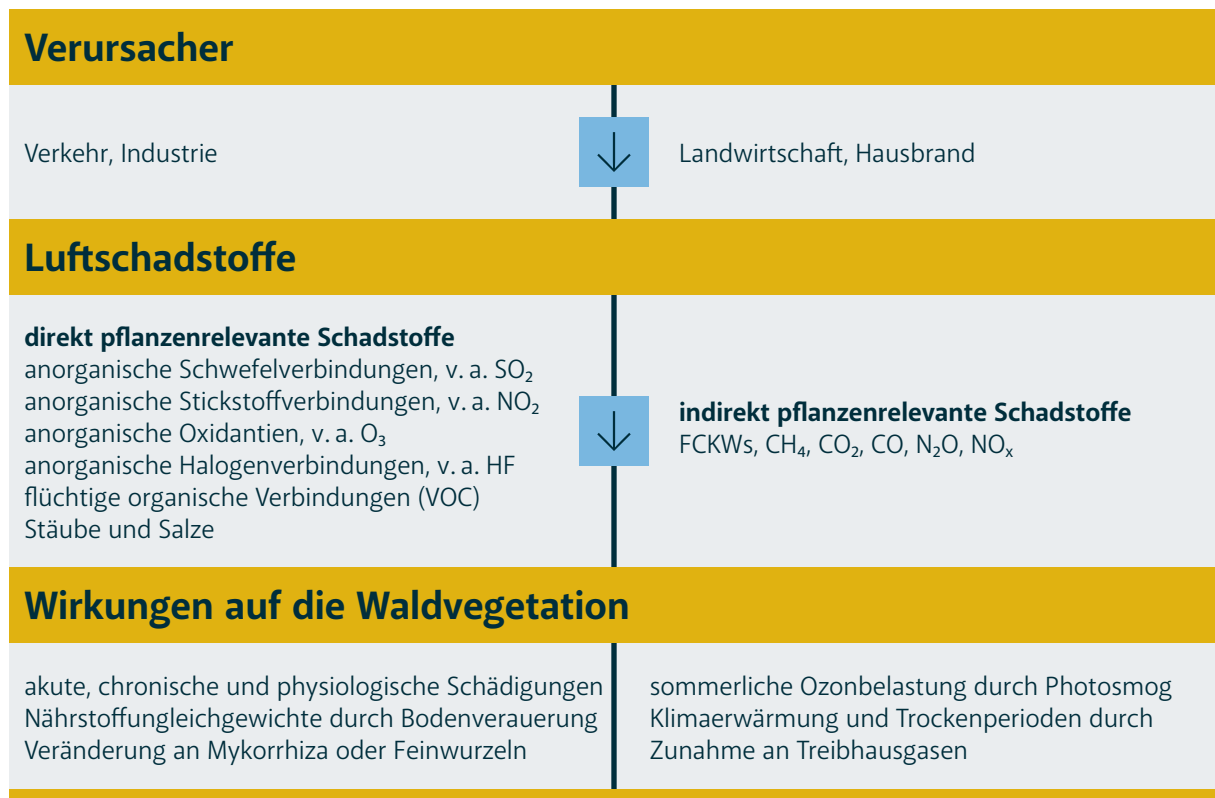 Verursacher
Verkehr, Industrie
Landwirtschaft, Hausbrand
Luftschadstoffe
direkt pflanzenrelevante Schadstoffe
anorganische Schwefelverbindungen, v. a. SO₂
anorganische Stickstoffverbindungen, v. a. NO₂
anorganische Oxidantien, v. a. O₃
anorganische Halogenverbindungen, v. a. HF
flüchtige organische Verbindungen (VOC)
Stäube und Salze
indirekt pflanzenrelevante Schadstoffe
FCKWs, CH₄, CO₂, CO, N₂O, NOₓ
Wirkungen auf die Waldvegetation
akute, chronische und physiologische Schädigungen
Nährstoffungleichgewichte durch Bodenverauerung
Veränderung an Mykorrhiza oder Feinwurzeln
sommerliche Ozonbelastung durch Photosmog
Klimaerwärmung und Trockenperioden durch
Zunahme an Treibhausgasen